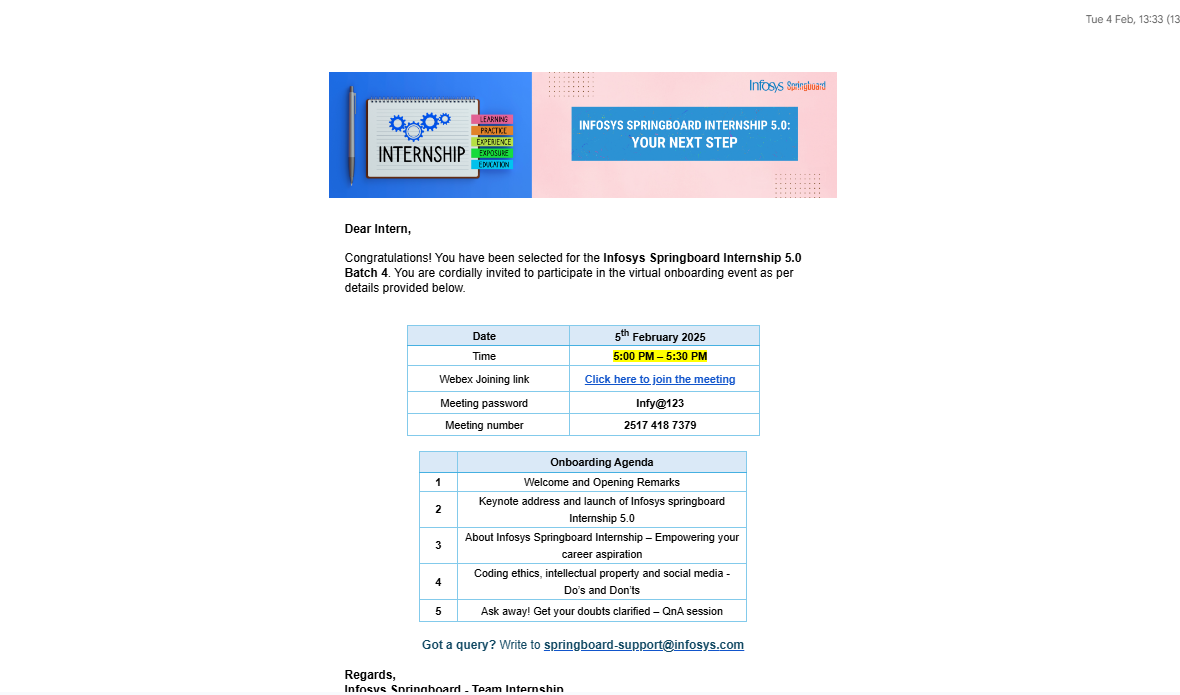 Tue 4 Feb, 13:33 (13
Infosys Springboard
LEARNING
PRACTICE
EXPERIENCE
EXPOSURE
EDUCATION
INTERNSHIP
INFOSYS SPRINGBOARD INTERNSHIP 5.0:
YOUR NEXT STEP
Dear Intern,
Congratulations! You have been selected for the Infosys Springboard Internship 5.0
Batch 4. You are cordially invited to participate in the virtual onboarding event as per
details provided below.
Date 5th February 2025
Time 5:00 PM – 5:30 PM
Webex Joining link Click here to join the meeting
Meeting password Infy@123
Meeting number 2517 418 7379
Onboarding Agenda
1 Welcome and Opening Remarks
2 Keynote address and launch of Infosys springboard
Internship 5.0
3 About Infosys Springboard Internship – Empowering your
career aspiration
4 Coding ethics, intellectual property and social media -
Do's and Don'ts
5 Ask away! Get your doubts clarified – QnA session
Got a query? Write to springboard-support@infosys.com
Regards,
Infosys Springboard - Team Internship